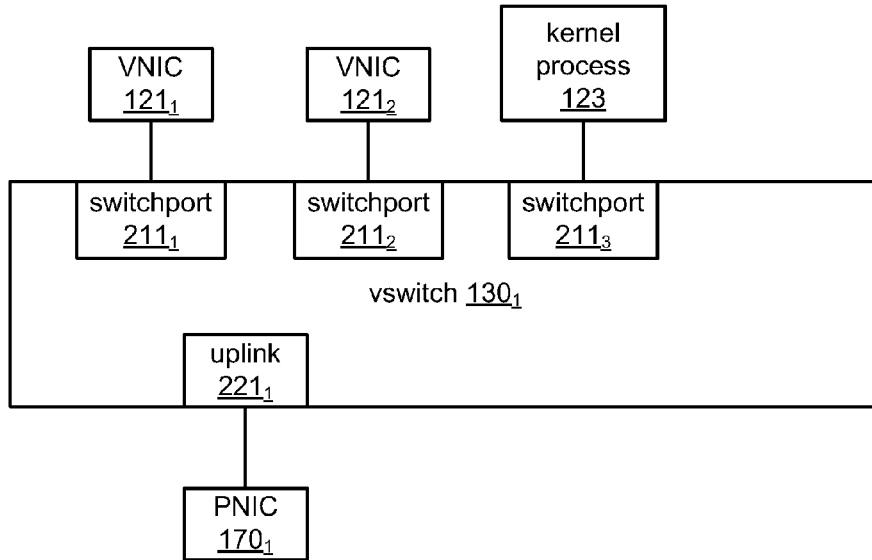 kernel
process
123
VNIC
121₁
VNIC
121₂
switchport
211₁
switchport
211₂
switchport
211₃
vswitch 130₁
uplink
221₁
PNIC
170₁